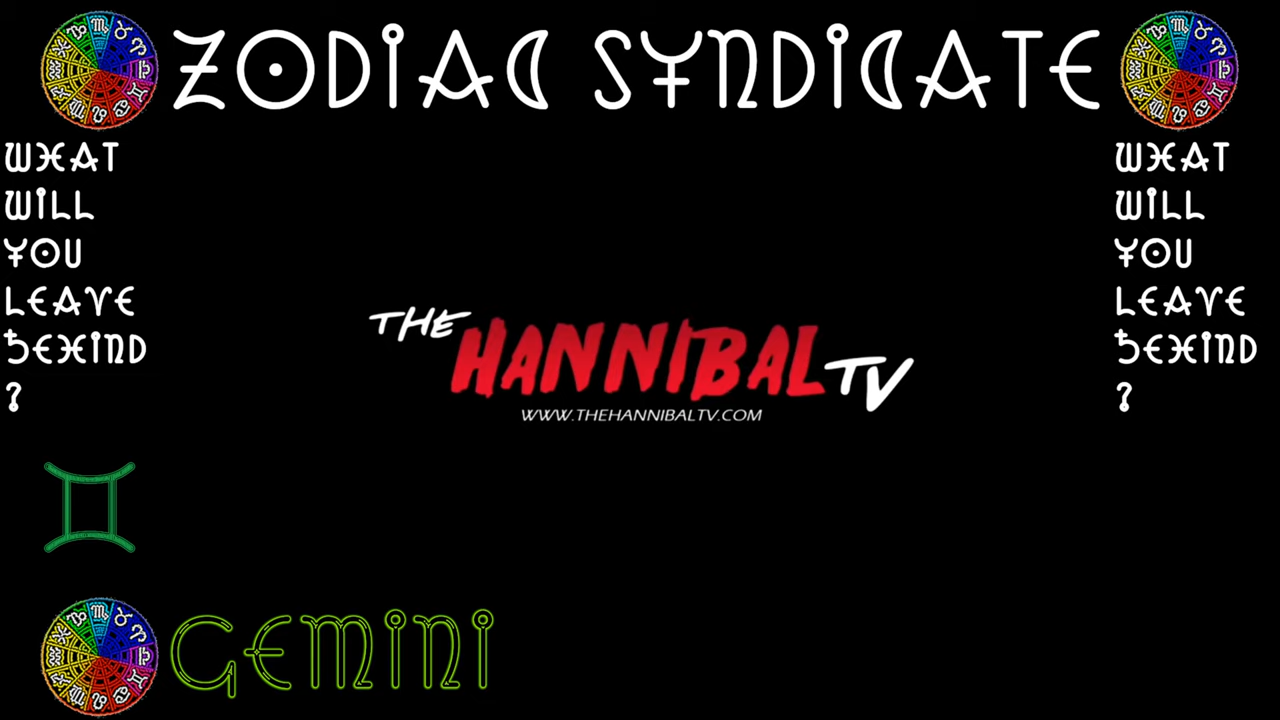 ZODIAC SYNDICATE
WHAT
WILL
YOU
LEAVE
BEHIND
?
WHAT
WILL
YOU
LEAVE
BEHIND
?
THE HANNIBAL TV
WWW.THEHANNIBALTV.COM
GEMINI